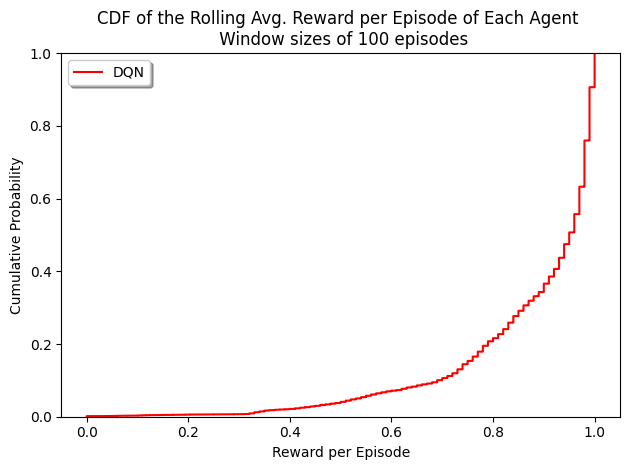 CDF of the Rolling Avg. Reward per Episode of Each Agent
Window sizes of 100 episodes
DQN
1.0
0.8
0.6
0.4
0.2
0.0
Cumulative Probability
0.0 0.2 0.4 0.6 0.8 1.0
Reward per Episode